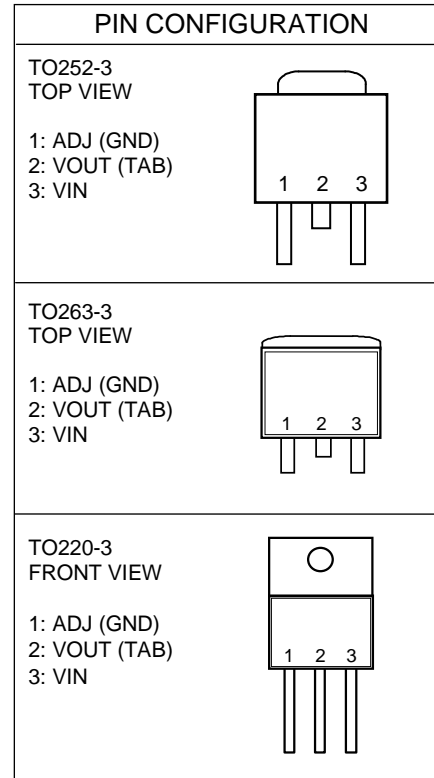 PIN CONFIGURATION
TO252-3
TOP VIEW
1: ADJ (GND)
2: VOUT (TAB)
3: VIN
1 2 3
TO263-3
TOP VIEW
1: ADJ (GND)
2: VOUT (TAB)
3: VIN
1 2 3
TO220-3
FRONT VIEW
1: ADJ (GND)
2: VOUT (TAB)
3: VIN
1 2 3